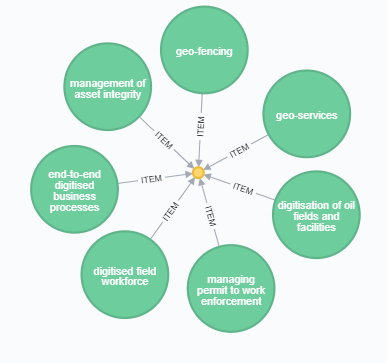 geo-fencing
management of
asset integrity
geo-services
ITEM
ITEM
ITEM
end-to-end
digitised
business
processes
ITEM
ITEM
digitisation of oil
fields and
facilities
ITEM
ITEM
digitised field
workforce
managing
permit to work
enforcement